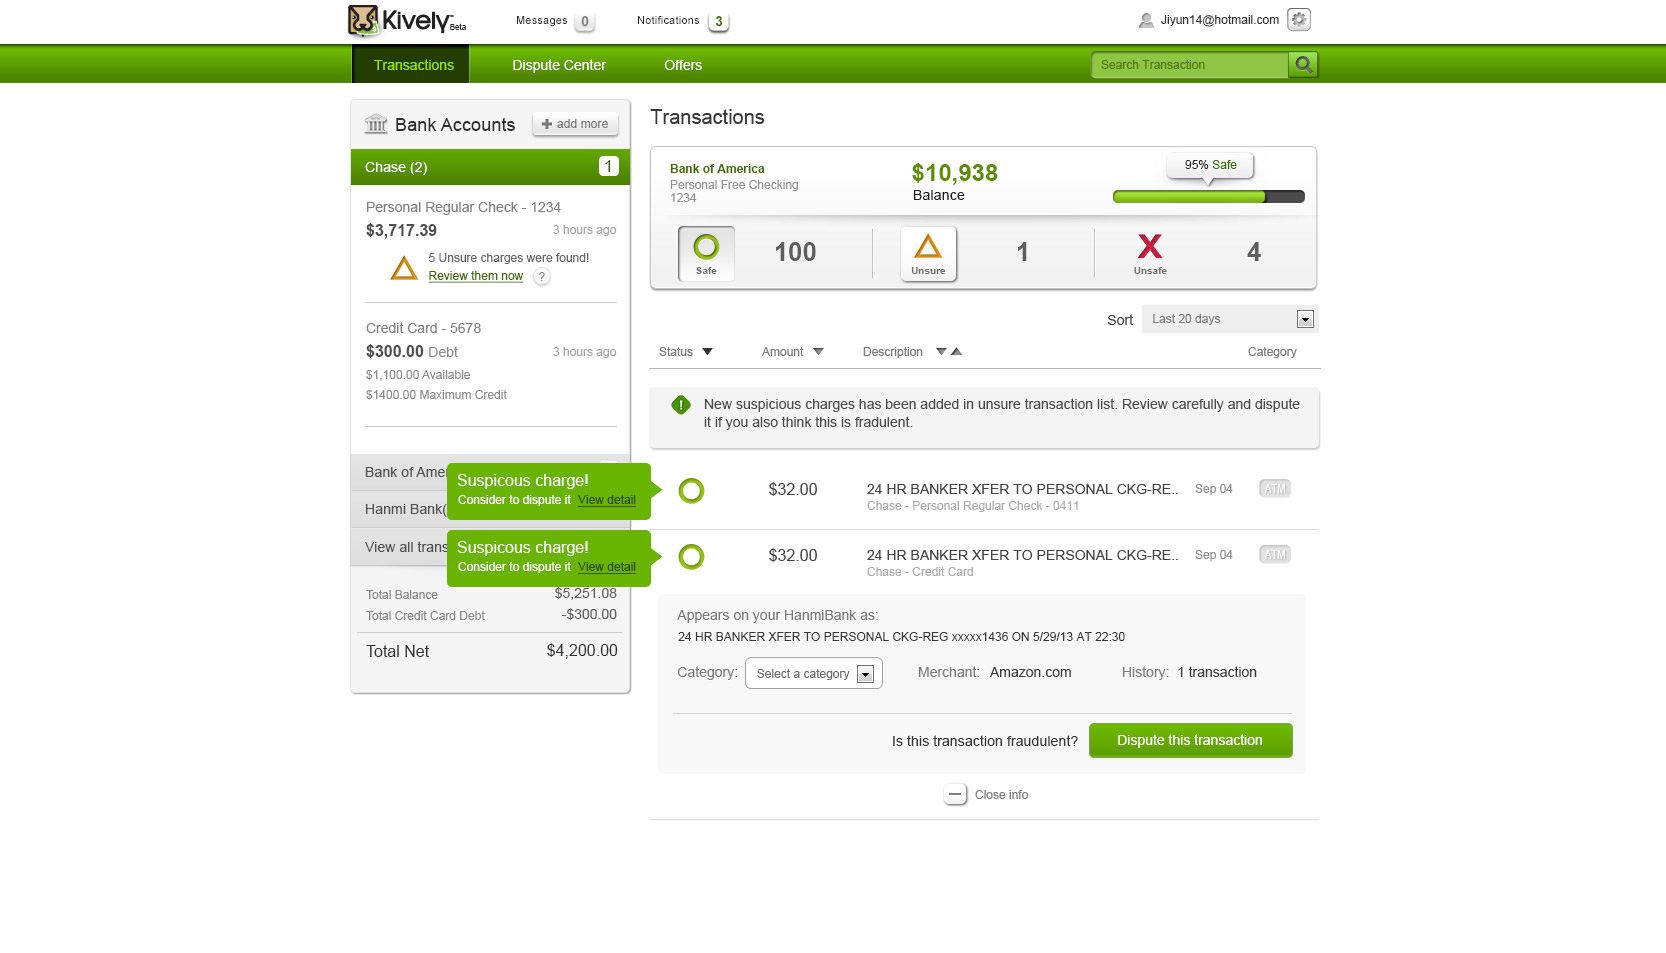 Kively Beta
Messages 0
Notifications 3
Jiyun14@hotmail.com
Transactions
Dispute Center
Offers
Search Transaction
Bank Accounts
+ add more
Chase (2) 1
Personal Regular Check - 1234
$3,717.39 3 hours ago
5 Unsure charges were found!
Review them now ?
Credit Card - 5678
$300.00 Debt 3 hours ago
$1,100.00 Available
$1400.00 Maximum Credit
Bank of Ame
Hanmi Bank(
View all trans
Total Balance $5,251.08
Total Credit Card Debt -$300.00
Total Net $4,200.00
Transactions
Bank of America
Personal Free Checking
1234
$10,938
Balance
95% Safe
Safe 100
Unsure 1
X Unsafe 4
Sort Last 20 days
Status Amount Description Category
! New suspicious charges has been added in unsure transaction list. Review carefully and dispute
it if you also think this is fradulent.
Suspicous charge!
Consider to dispute it View detail
$32.00 24 HR BANKER XFER TO PERSONAL CKG-RE.. Sep 04 ATM
Chase - Personal Regular Check - 0411
Suspicous charge!
Consider to dispute it View detail
$32.00 24 HR BANKER XFER TO PERSONAL CKG-RE.. Sep 04 ATM
Chase - Credit Card
Appears on your HanmiBank as:
24 HR BANKER XFER TO PERSONAL CKG-REG xxxxx1436 ON 5/29/13 AT 22:30
Category: Select a category Merchant: Amazon.com History: 1 transaction
Is this transaction fraudulent? Dispute this transaction
Close info